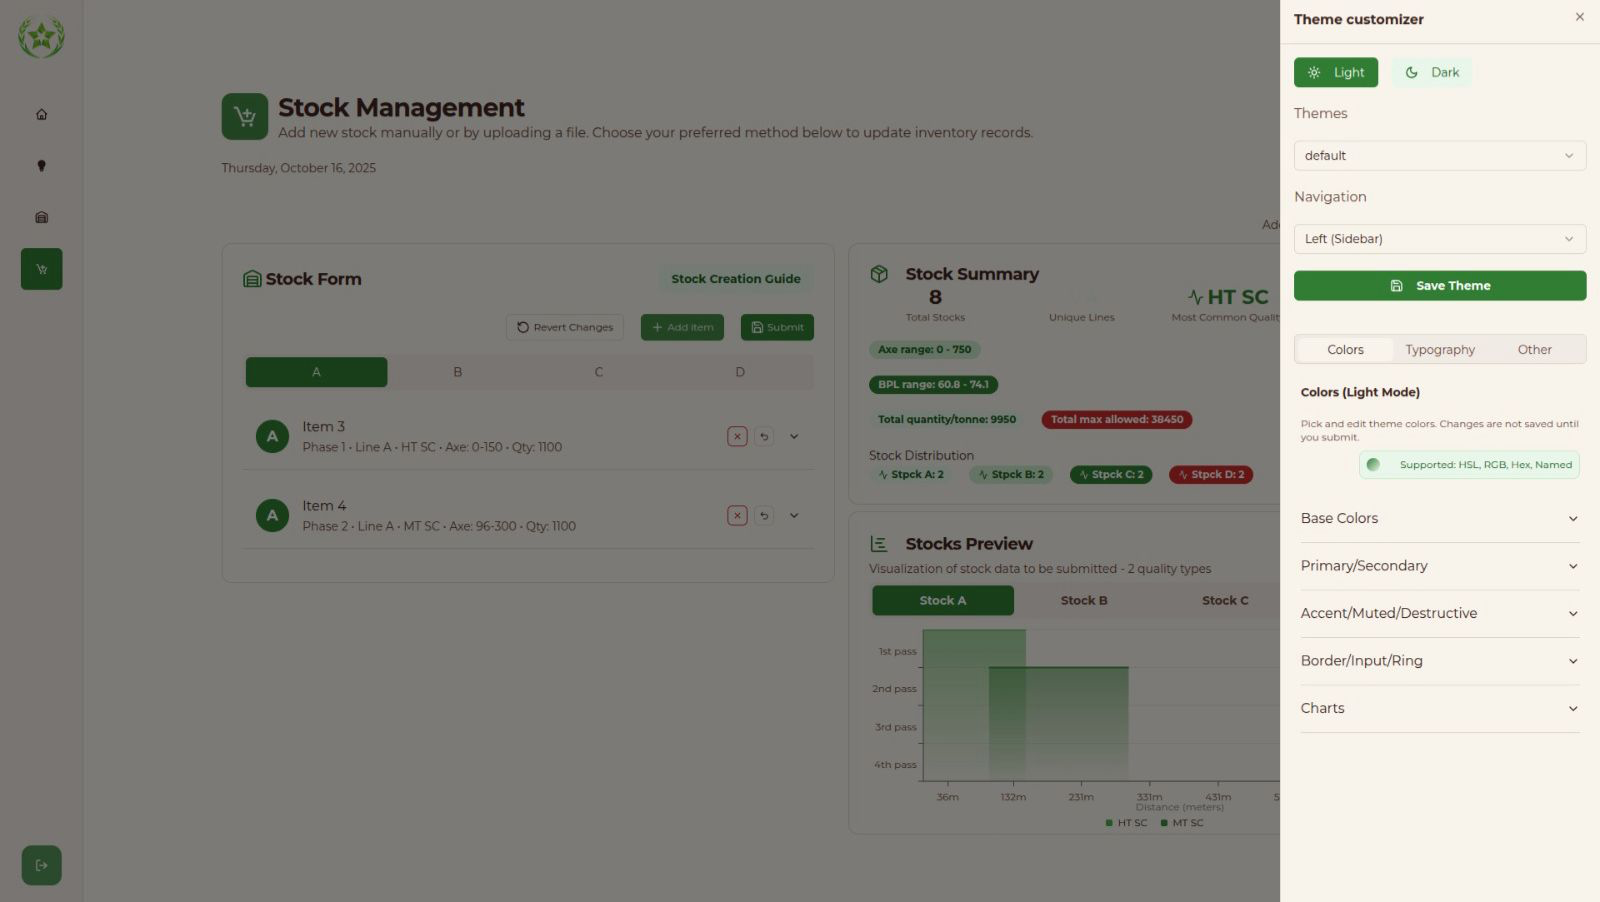 Theme customizer
Light
Dark
Themes
default
Navigation
Left (Sidebar)
Save Theme
Colors
Typography
Other
Colors (Light Mode)
Pick and edit theme colors. Changes are not saved until
you submit.
Supported: HSL, RGB, Hex, Named
Base Colors
Primary/Secondary
Accent/Muted/Destructive
Border/Input/Ring
Charts
Stock Management
Add new stock manually or by uploading a file. Choose your preferred method below to update inventory records.
Thursday, October 16, 2025
Stock Form
Stock Creation Guide
Revert Changes
Add item
Submit
A
B
C
D
A
Item 3
Phase 1 • Line A • HT SC • Axe: 0-150 • Qty: 1100
A
Item 4
Phase 2 • Line A • MT SC • Axe: 96-300 • Qty: 1100
Stock Summary
8
HT SC
Total Stocks
Unique Lines
Most Common Qualit
Axe range: 0 - 750
BPL range: 60.8 - 74.1
Total quantity/tonne: 9950
Total max allowed: 38450
Stock Distribution
Stpck A: 2
Stpck B: 2
Stpck C: 2
Stpck D: 2
Stocks Preview
Visualization of stock data to be submitted - 2 quality types
Stock A
Stock B
Stock C
1st pass
2nd pass
3rd pass
4th pass
36m
132m
231m
331m
431m
Distance (meters)
HT SC
MT SC